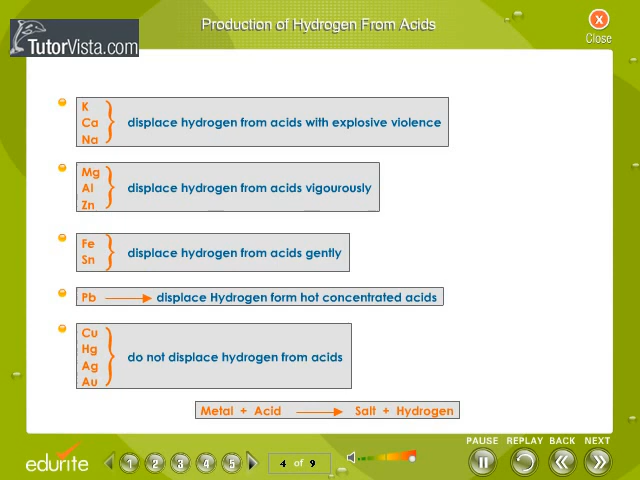 Production of Hydrogen From Acids
X
Close
TutorVista.com
K
Ca
Na
displace hydrogen from acids with explosive violence
Mg
Al
Zn
displace hydrogen from acids vigourously
Fe
Sn
displace hydrogen from acids gently
Pb
displace Hydrogen form hot concentrated acids
Cu
Hg
Ag
Au
do not displace hydrogen from acids
Metal + Acid → Salt + Hydrogen
PAUSE REPLAY BACK NEXT
edurite
1 2 3 4 5
4 of 9